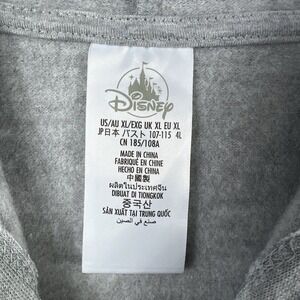 Disney
US/AU XL/EXG UK XL EU XL
JP日本 バスト 107-115 4L
CN 185/108A
MADE IN CHINA
FABRIQUÉ EN CHINE
HECHO EN CHINA
中國製
ผลิตในประเทศจีน
DIBUAT DI TIONGKOK
중국산
SẢN XUẤT TẠI TRUNG QUỐC
صنع في الصين